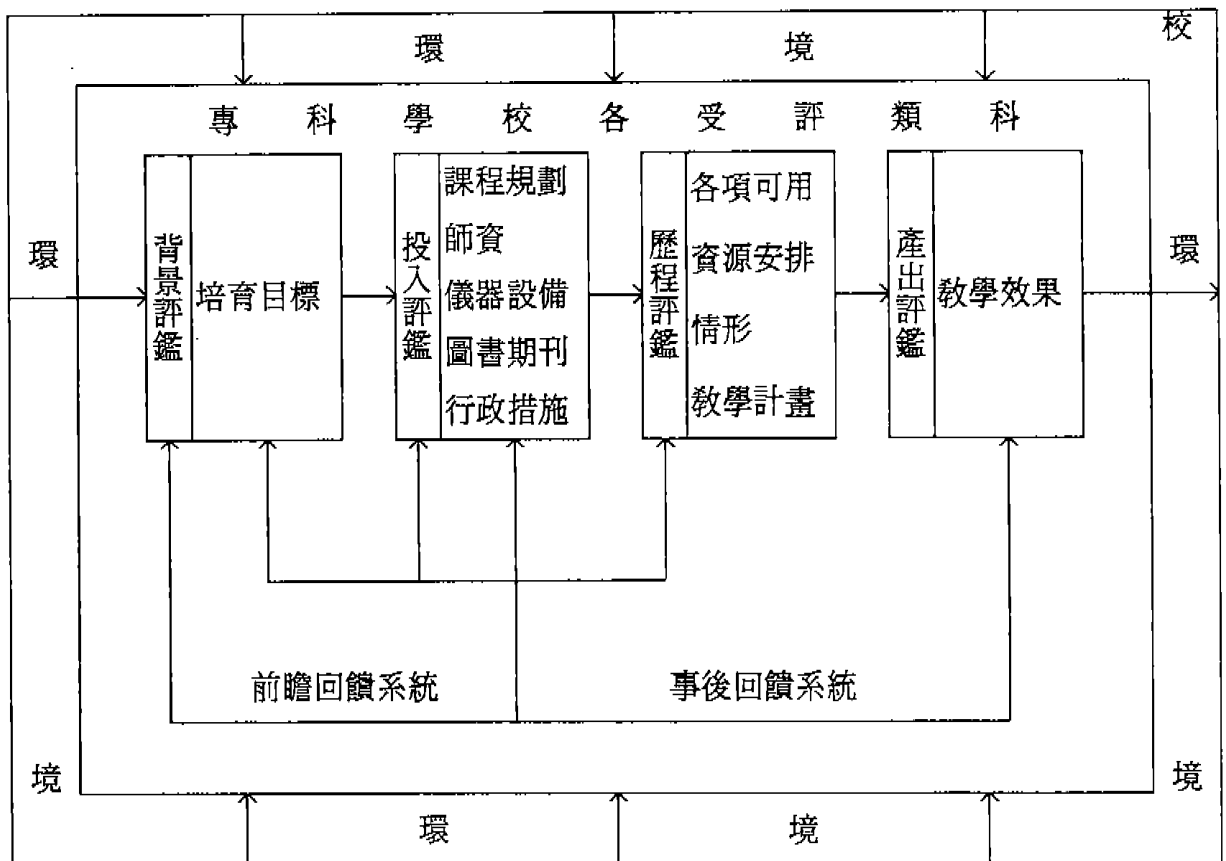 校
環 境
專科學校各受評類科
環
背景評鑑
培育目標
投入評鑑
課程規劃
師資
儀器設備
圖書期刊
行政措施
歷程評鑑
各項可用
資源安排
情形
教學計畫
產出評鑑
教學效果
環
前瞻回饋系統
事後回饋系統
境
境
環 境